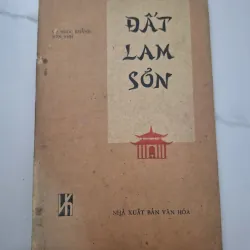 ĐẤT
LAM
SƠN
NHÀ XUẤT BẢN VĂN HÓA